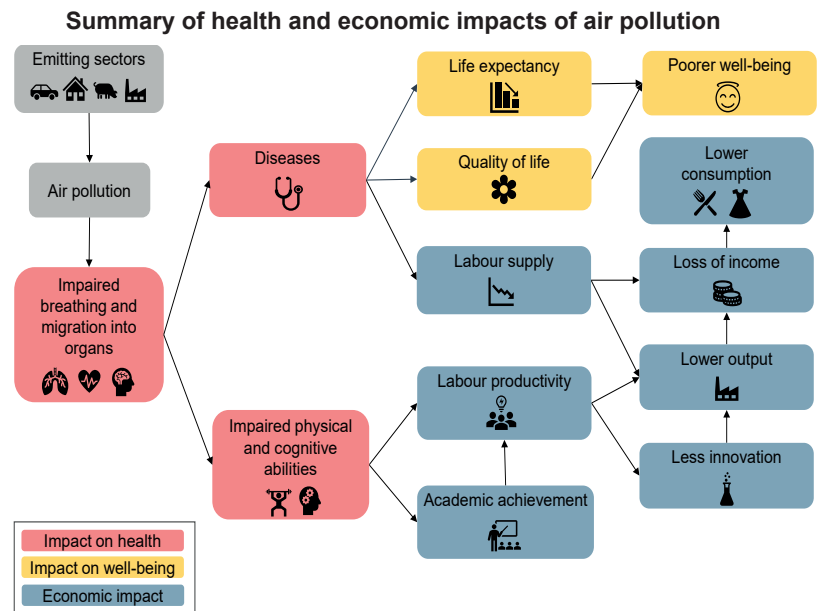 Summary of health and economic impacts of air pollution
Emitting sectors
Air pollution
Impaired
breathing and
migration into
organs
Diseases
Impaired physical
and cognitive
abilities
Life expectancy
Quality of life
Labour supply
Labour productivity
Academic achievement
Poorer well-being
Lower
consumption
Loss of income
Lower output
Less innovation
Impact on health
Impact on well-being
Economic impact